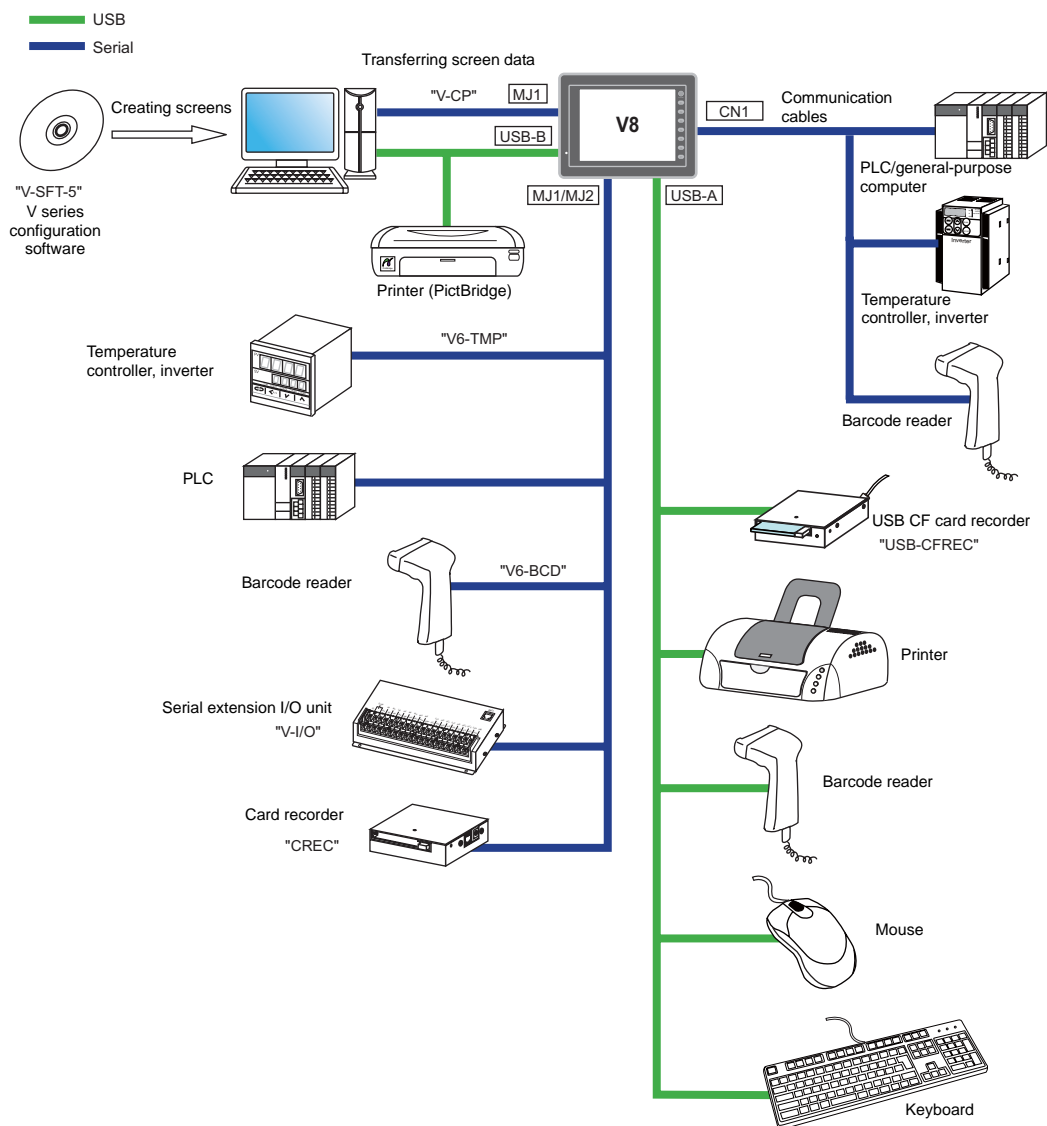 USB
Serial
Transferring screen data
"V-CP"
MJ1
Creating screens
V8
CN1
Communication
cables
USB-B
PLC/general-purpose
computer
"V-SFT-5"
V series
configuration
software
MJ1/MJ2
USB-A
Inverter
Printer (PictBridge)
Temperature
controller, inverter
"V6-TMP"
Temperature
controller, inverter
Barcode reader
PLC
USB CF card recorder
"USB-CFREC"
Barcode reader
"V6-BCD"
Printer
Serial extension I/O unit
"V-I/O"
Barcode reader
Card recorder
"CREC"
Mouse
Keyboard